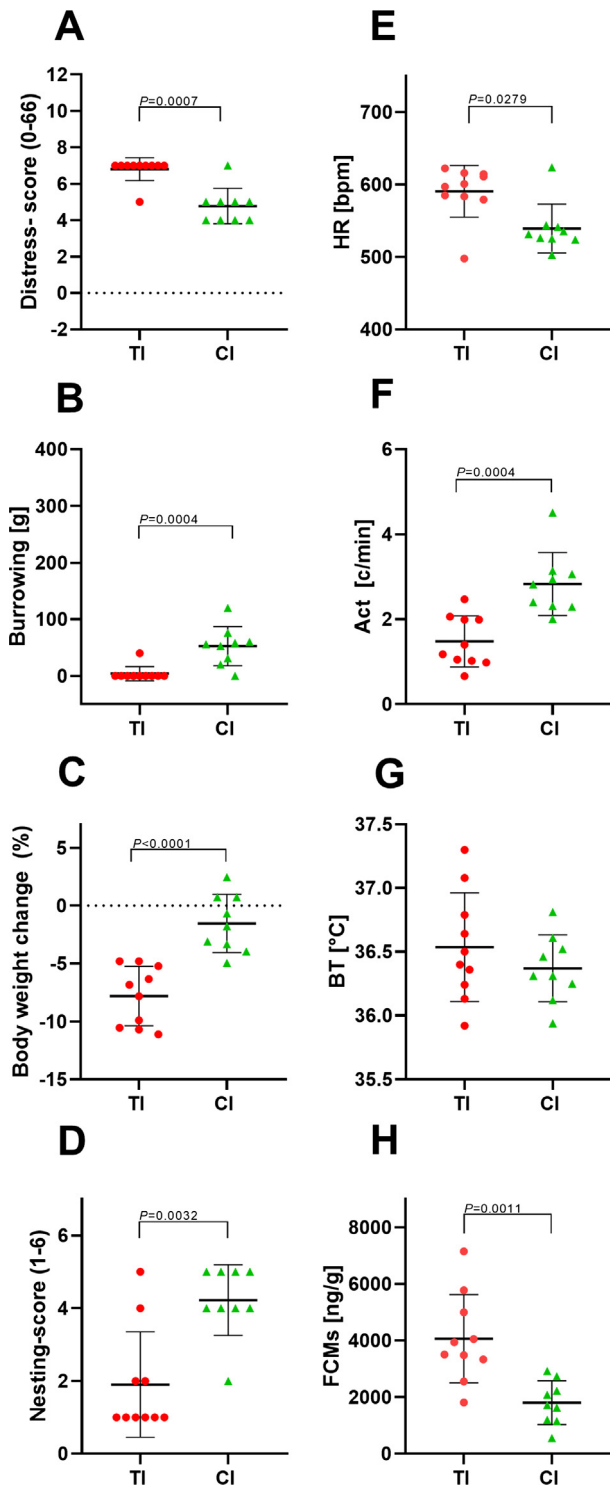 A
Distress- score (0-66)
12
10
8
6
4
2
0
-2
P=0.0007
TI
CI
B
Burrowing [g]
400
300
200
100
0
P=0.0004
TI
CI
C
Body weight change (%)
5
0
-5
-10
-15
P<0.0001
TI
CI
D
Nesting-score (1-6)
6
4
2
0
P=0.0032
TI
CI
E
HR [bpm]
700
600
500
400
P=0.0279
TI
CI
F
Act [c/min]
6
4
2
0
P=0.0004
TI
CI
G
BT [°C]
37.5
37.0
36.5
36.0
35.5
TI
CI
H
FCMs [ng/g]
8000
6000
4000
2000
0
P=0.0011
TI
CI